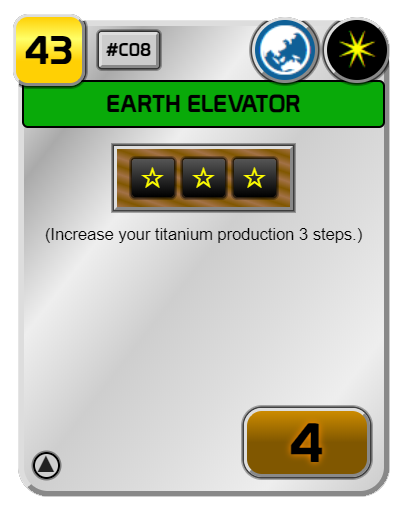 43
#C08
EARTH ELEVATOR
(Increase your titanium production 3 steps.)
4